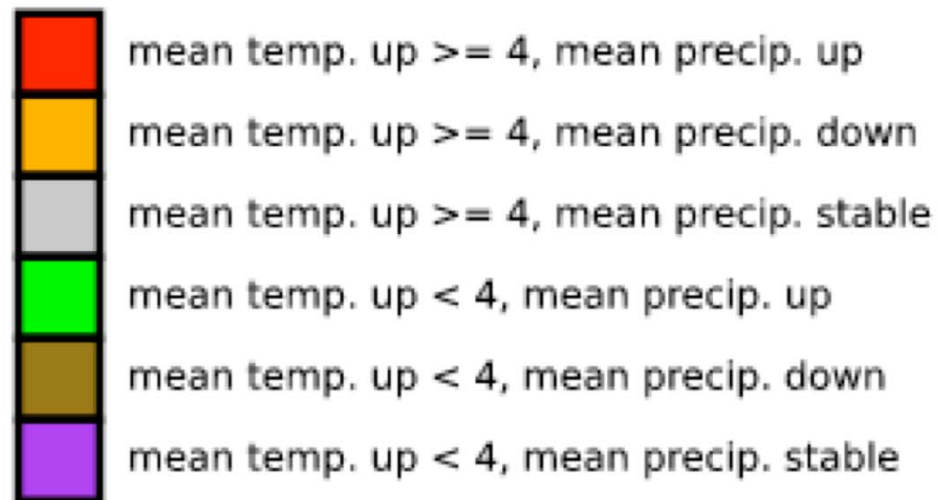 mean temp. up >= 4, mean precip. up
mean temp. up >= 4, mean precip. down
mean temp. up >= 4, mean precip. stable
mean temp. up < 4, mean precip. up
mean temp. up < 4, mean precip. down
mean temp. up < 4, mean precip. stable